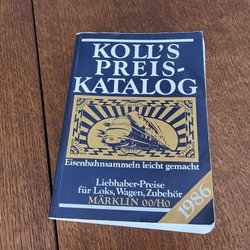 KOLL'S
PREIS-
KATALOG
Eisenbahnsammeln leicht gemacht
Liebhaber-Preise
für Loks, Wagen, Zubehör
MÄRKLIN 00/H0
1986